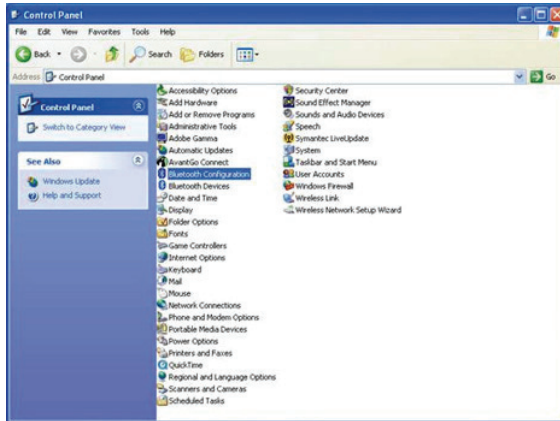 Control Panel
File Edit View Favorites Tools Help
Back Search Folders
Address Control Panel Go
Control Panel
Switch to Category View
See Also
Windows Update
Help and Support
Accessibility Options
Add Hardware
Add or Remove Programs
Administrative Tools
Adobe Gamma
Automatic Updates
AvantGo Connect
Bluetooth Configuration
Bluetooth Devices
Date and Time
Display
Folder Options
Fonts
Game Controllers
Internet Options
Keyboard
Mail
Mouse
Network Connections
Phone and Modem Options
Portable Media Devices
Power Options
Printers and Faxes
QuickTime
Regional and Language Options
Scanners and Cameras
Scheduled Tasks
Security Center
Sound Effect Manager
Sounds and Audio Devices
Speech
Symantec LiveUpdate
System
Taskbar and Start Menu
User Accounts
Windows Firewall
Wireless Link
Wireless Network Setup Wizard